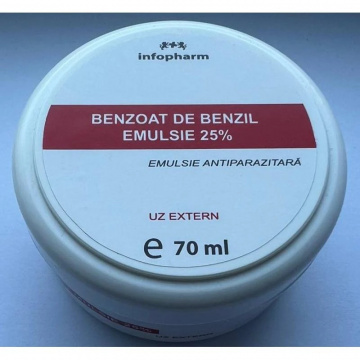 infopharm
BENZOAT DE BENZIL
EMULSIE 25%
EMULSIE ANTIPARAZITARĂ
UZ EXTERN
e 70 ml